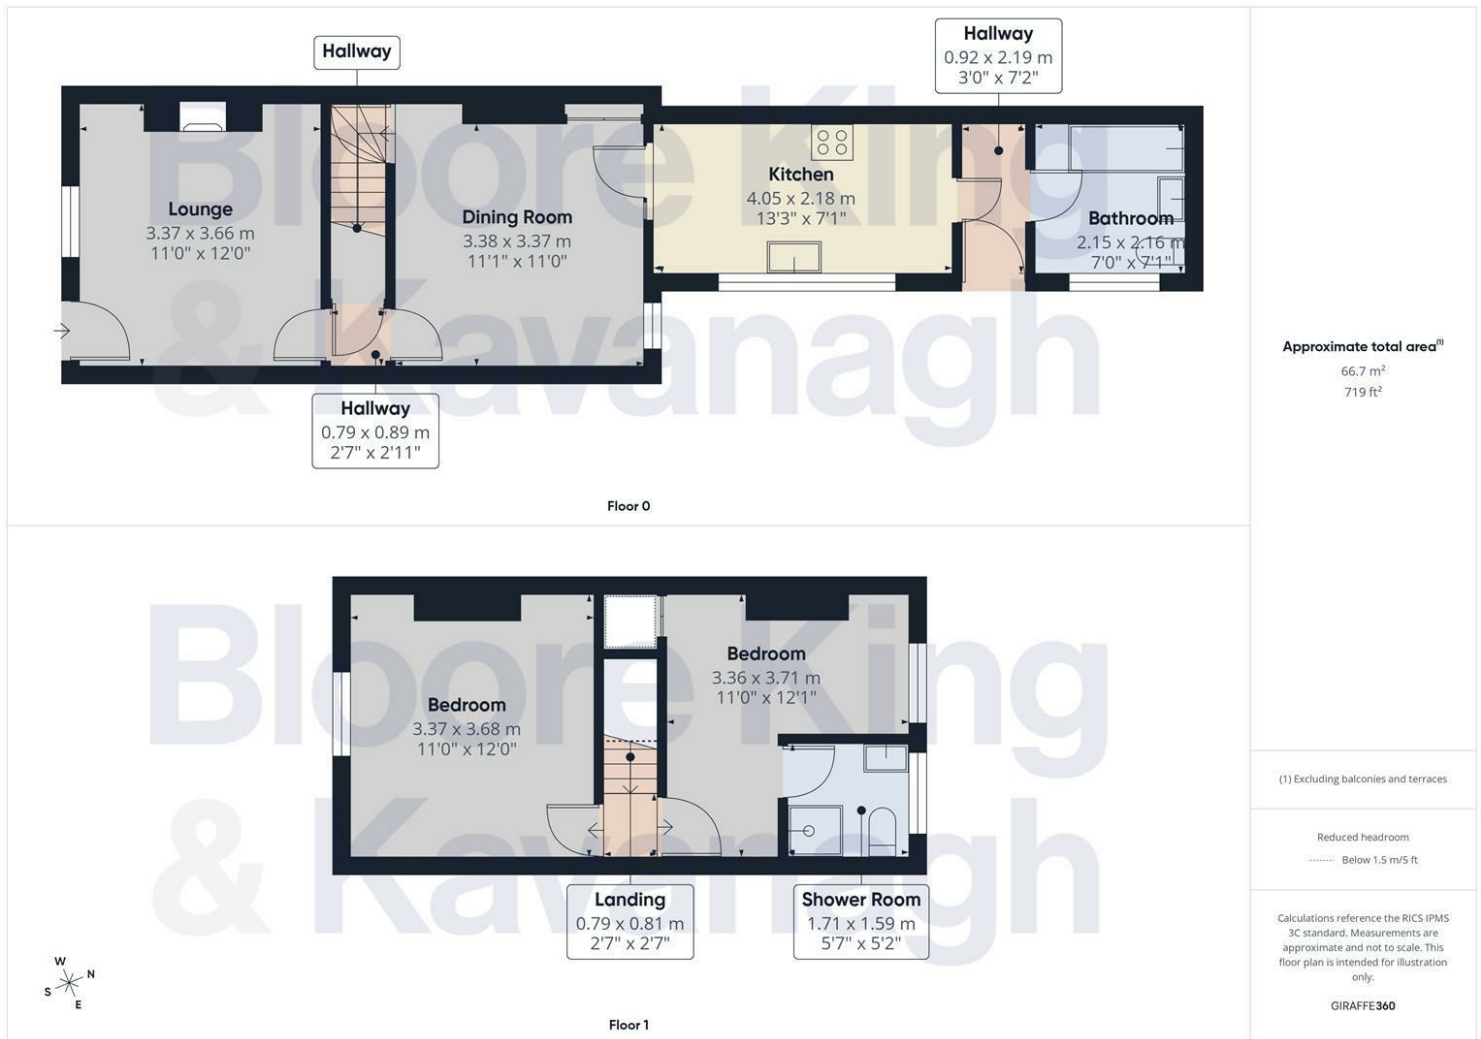 Hallway
Hallway
0.92 x 2.19 m
3'0" x 7'2"
Lounge
3.37 x 3.66 m
11'0" x 12'0"
Dining Room
3.38 x 3.37 m
11'1" x 11'0"
Kitchen
4.05 x 2.18 m
13'3" x 7'1"
Bathroom
2.15 x 2.16 m
7'0" x 7'1"
Hallway
0.79 x 0.89 m
2'7" x 2'11"
Bloore King
& Kavanagh
Floor 0
Bedroom
3.37 x 3.68 m
11'0" x 12'0"
Bedroom
3.36 x 3.71 m
11'0" x 12'1"
Landing
0.79 x 0.81 m
2'7" x 2'7"
Shower Room
1.71 x 1.59 m
5'7" x 5'2"
Bloore King
& Kavanagh
W
N
S
E
Floor 1
Approximate total area(1)
66.7 m²
719 ft²
(1) Excluding balconies and terraces
Reduced headroom
Below 1.5 m/5 ft
Calculations reference the RICS IPMS
3C standard. Measurements are
approximate and not to scale. This
floor plan is intended for illustration
only.
GIRAFFE360